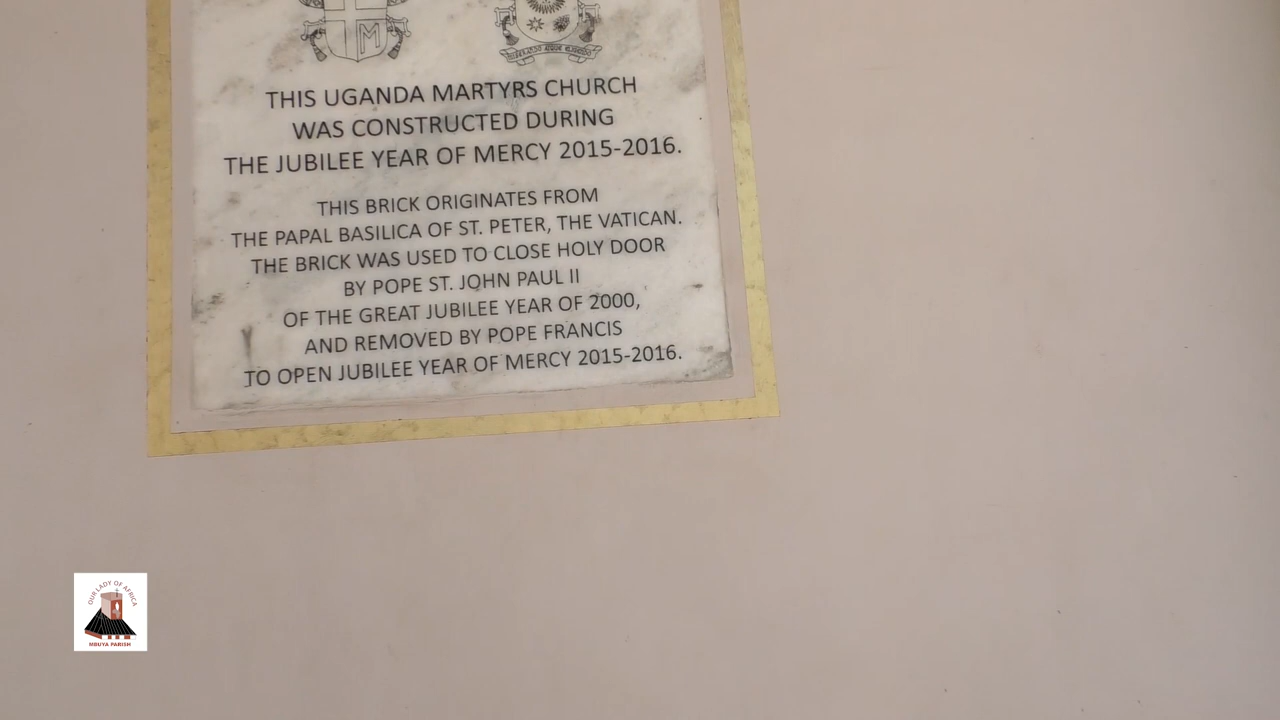 M
MISERANDO ATQUE ELIGENDO
THIS UGANDA MARTYRS CHURCH
WAS CONSTRUCTED DURING
THE JUBILEE YEAR OF MERCY 2015-2016.
THIS BRICK ORIGINATES FROM
THE PAPAL BASILICA OF ST. PETER, THE VATICAN.
THE BRICK WAS USED TO CLOSE HOLY DOOR
BY POPE ST. JOHN PAUL II
OF THE GREAT JUBILEE YEAR OF 2000,
AND REMOVED BY POPE FRANCIS
TO OPEN JUBILEE YEAR OF MERCY 2015-2016.
OUR LADY OF AFRICA
MBUYA PARISH